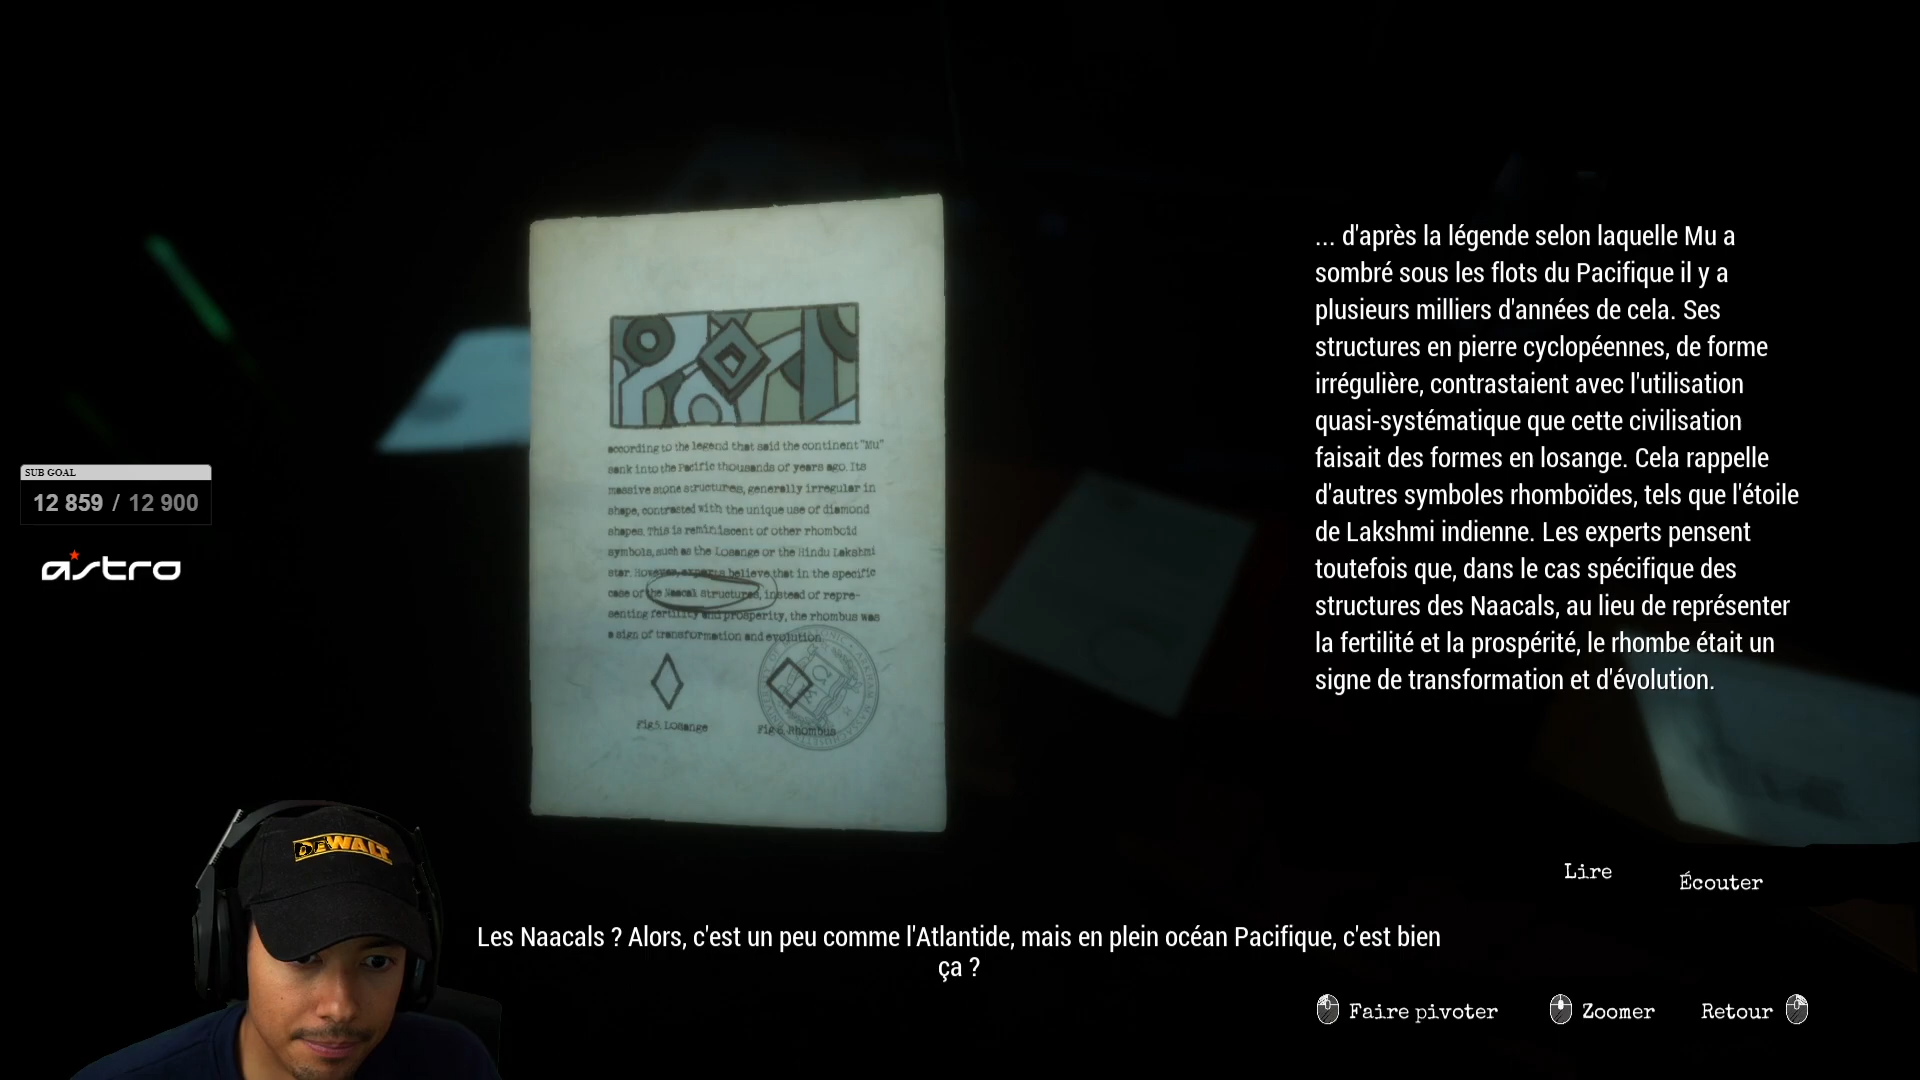 ... d'après la légende selon laquelle Mu a
sombré sous les flots du Pacifique il y a
plusieurs milliers d'années de cela. Ses
structures en pierre cyclopéennes, de forme
irrégulière, contrastaient avec l'utilisation
quasi-systématique que cette civilisation
faisait des formes en losange. Cela rappelle
d'autres symboles rhomboïdes, tels que l'étoile
de Lakshmi indienne. Les experts pensent
toutefois que, dans le cas spécifique des
structures des Naacals, au lieu de représenter
la fertilité et la prospérité, le rhombe était un
signe de transformation et d'évolution.
according to the legend that said the continent "Mu"
sank into the Pacific thousands of years ago. Its
massive stone structures, generally irregular in
shape, contrasted with the unique use of diamond
shapes. This is reminiscent of other rhomboid
symbols, such as the Losange or the Hindu Lakshmi
star. However, experts believe that in the specific
case of the Naacal structures, instead of repre-
senting fertility and prosperity, the rhombus was
a sign of transformation and evolution.
Fig5. Losange
Fig 6. Rhombus
MASSACHUSETTS
SUB GOAL
12 859 / 12 900
astro
DEWALT
Lire
Écouter
Les Naacals ? Alors, c'est un peu comme l'Atlantide, mais en plein océan Pacifique, c'est bien
ça ?
Faire pivoter
Zoomer
Retour